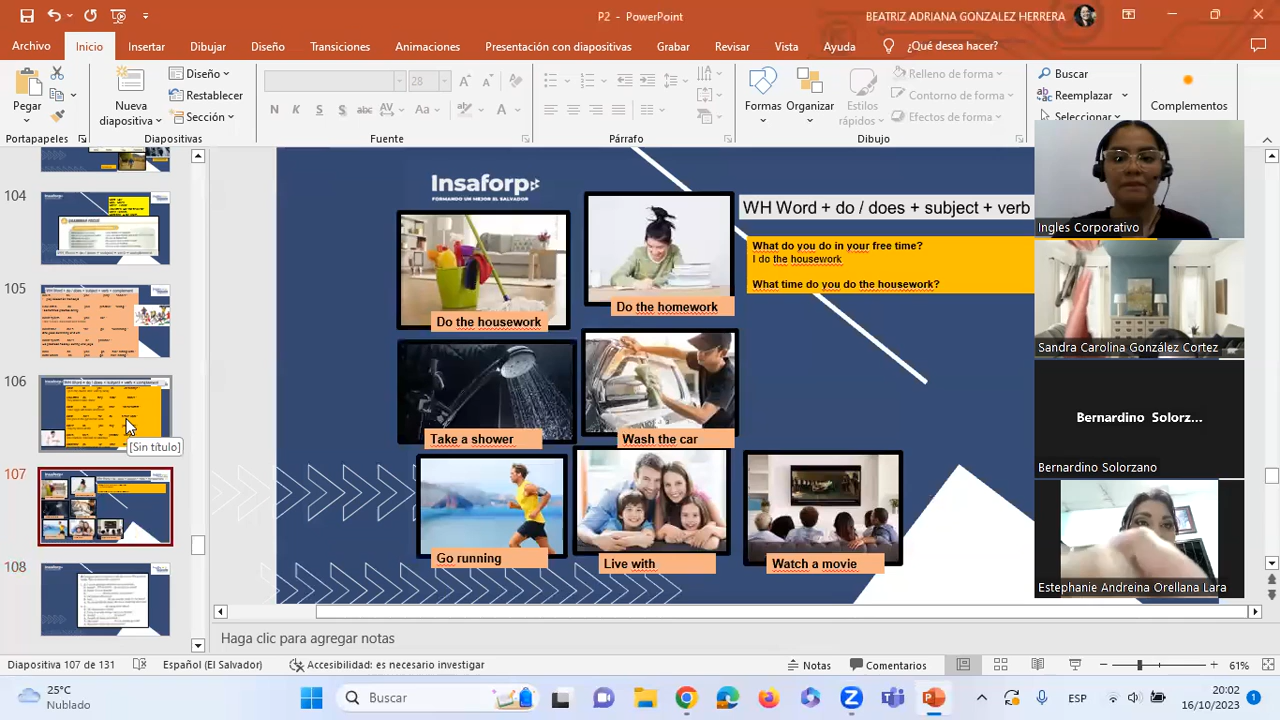 P2 - PowerPoint
BEATRIZ ADRIANA GONZÁLEZ HERRERA
Archivo Inicio Insertar Dibujar Diseño Transiciones Animaciones Presentación con diapositivas Grabar Revisar Vista Ayuda ¿Qué desea hacer?
Pegar
Portapapeles
Nueva diapositiva
Diseño
Restablecer
Sección
Diapositivas
28
N K S abc AV Aa A
Fuente
Párrafo
Formas
Organizar
Estilos rápidos
Relleno de forma
Contorno de forma
Efectos de forma
Dibujo
Buscar
Reemplazar
Seleccionar
Complementos
104
105
106
[Sin título]
107
108
Insaforp
FORMANDO UN MEJOR EL SALVADOR
WH Word + do / does + subject + verb
What do you do in your free time?
I do the housework
What time do you do the housework?
Do the housework
Do the homework
Take a shower
Wash the car
Go running
Live with
Watch a movie
Ingles Corporativo
Sandra Carolina González Cortez
Bernardino Solorz...
Bernardino Solorzano
Estephanie Andreina Orellana Lara
Haga clic para agregar notas
Diapositiva 107 de 131
Español (El Salvador)
Accesibilidad: es necesario investigar
Notas
Comentarios
61%
25°C
Nublado
Buscar
ESP
20:02
16/10/2023
1